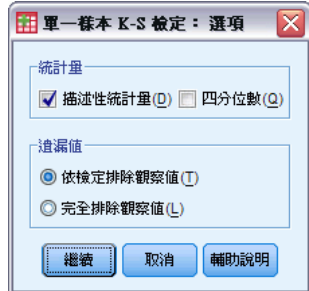 單一樣本 K-S 檢定： 選項
統計量
描述性統計量(D) 四分位數(Q)
遺漏值
依檢定排除觀察值(T)
完全排除觀察值(L)
繼續 取消 輔助說明